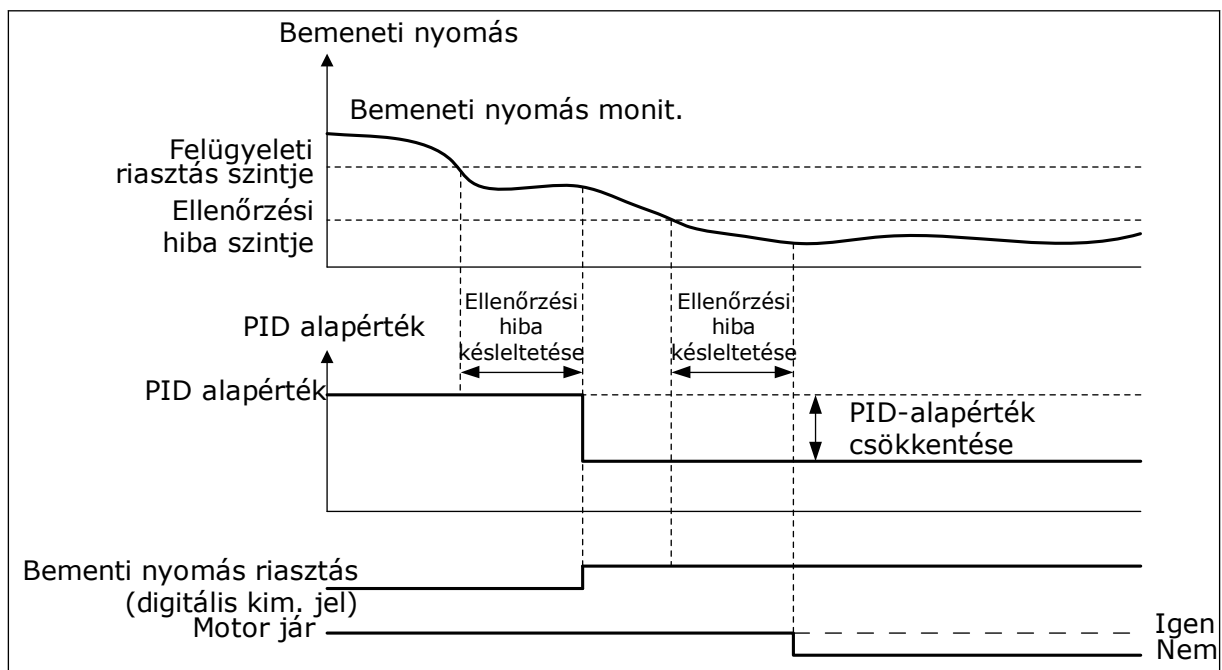 Bemeneti nyomás
Bemeneti nyomás monit.
Felügyeleti
riasztás szintje
Ellenőrzési
hiba szintje
Ellenőrzési
hiba
késleltetése
Ellenőrzési
hiba
késleltetése
PID alapérték
PID alapérték
PID-alapérték
csökkentése
Bementi nyomás riasztás
(digitális kim. jel)
Motor jár
Igen
Nem